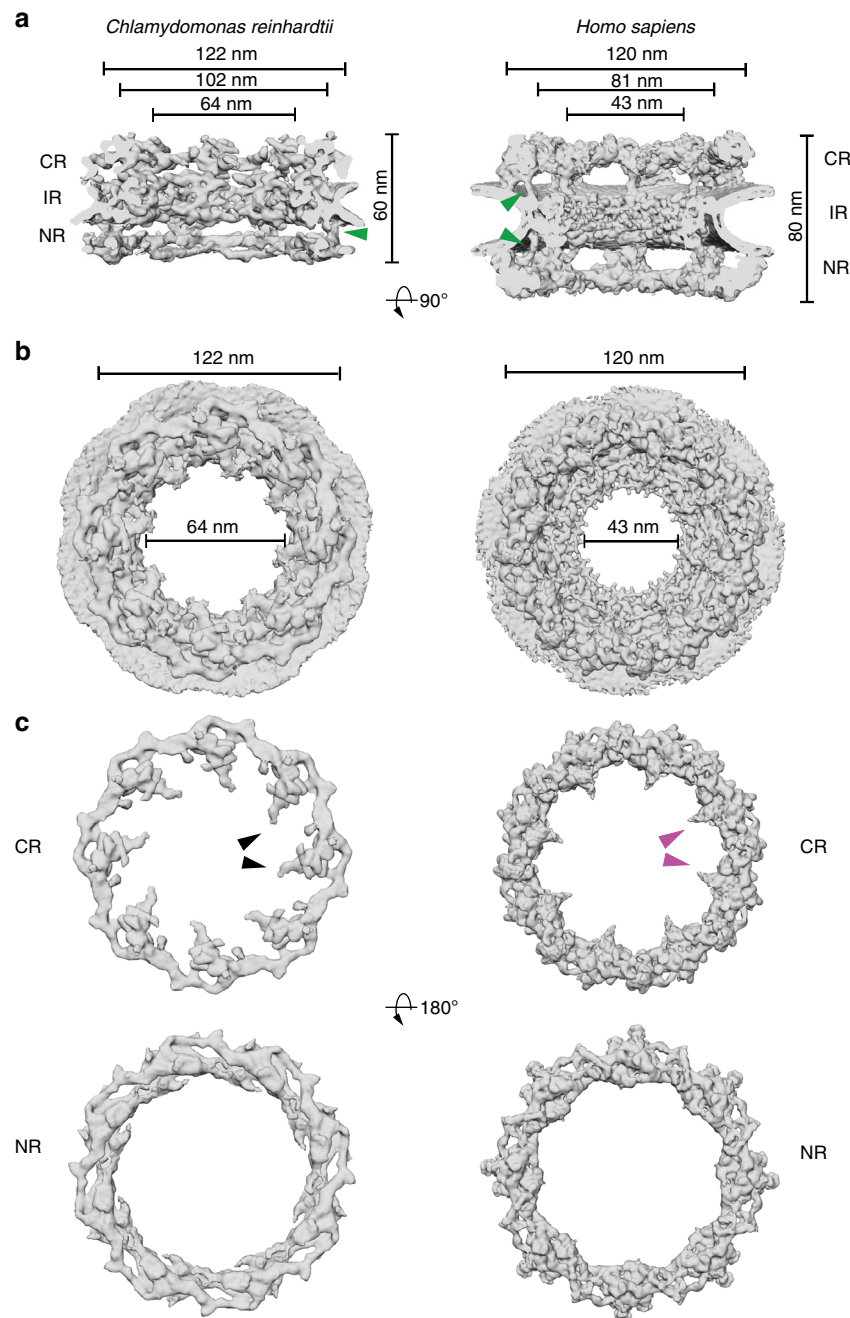 a
Chlamydomonas reinhardtii
Homo sapiens
122 nm
102 nm
64 nm
120 nm
81 nm
43 nm
CR
IR
NR
60 nm
CR
IR
NR
80 nm
90°
b
122 nm
120 nm
64 nm
43 nm
c
CR
CR
180°
NR
NR